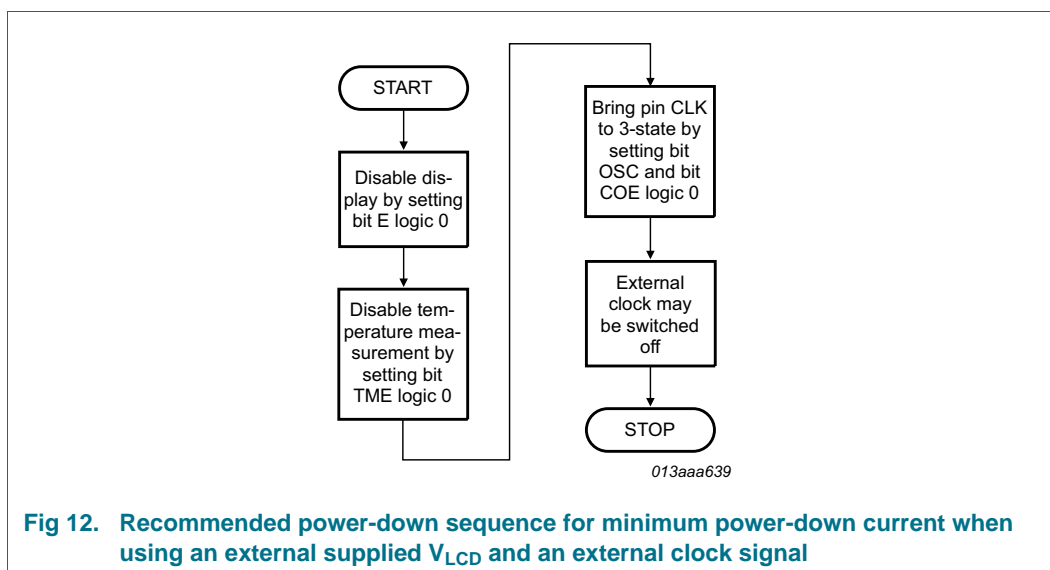 START
Disable dis-
play by setting
bit E logic 0
Disable tem-
perature mea-
surement by
setting bit
TME logic 0
Bring pin CLK
to 3-state by
setting bit
OSC and bit
COE logic 0
External
clock may
be switched
off
STOP
013aaa639
Fig 12. Recommended power-down sequence for minimum power-down current when
using an external supplied VLCD and an external clock signal